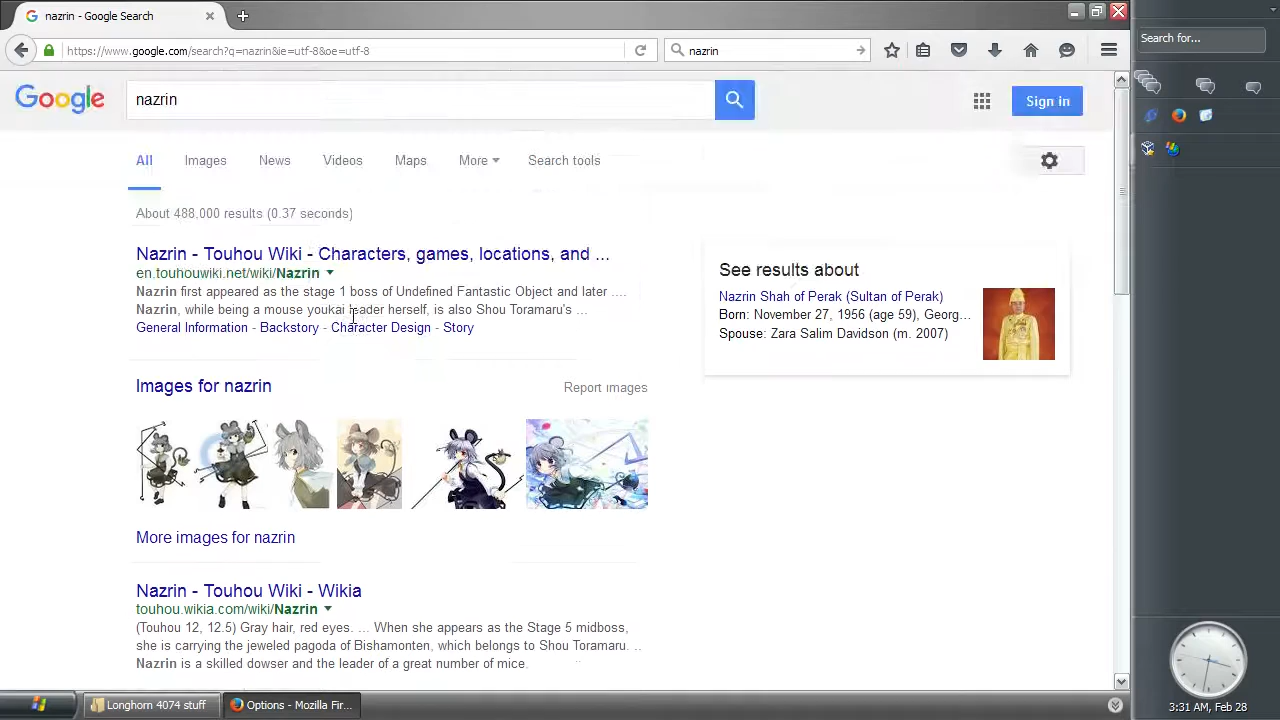 nazrin - Google Search
Search for...
https://www.google.com/search?q=nazrin&ie=utf-8&oe=utf-8
nazrin
Google
nazrin
Sign in
All
Images
News
Videos
Maps
More
Search tools
About 488,000 results (0.37 seconds)
Nazrin - Touhou Wiki - Characters, games, locations, and ...
en.touhouwiki.net/wiki/Nazrin
Nazrin first appeared as the stage 1 boss of Undefined Fantastic Object and later ....
Nazrin, while being a mouse youkai leader herself, is also Shou Toramaru's ...
General Information - Backstory - Character Design - Story
See results about
Nazrin Shah of Perak (Sultan of Perak)
Born: November 27, 1956 (age 59), Georg...
Spouse: Zara Salim Davidson (m. 2007)
Images for nazrin
Report images
More images for nazrin
Nazrin - Touhou Wiki - Wikia
touhou.wikia.com/wiki/Nazrin
(Touhou 12, 12.5) Gray hair, red eyes. ... When she appears as the Stage 5 midboss,
she is carrying the jeweled pagoda of Bishamonten, which belongs to Shou Toramaru. ..
Nazrin is a skilled dowser and the leader of a great number of mice.
Longhorn 4074 stuff
Options - Mozilla Fir...
3:31 AM, Feb 28